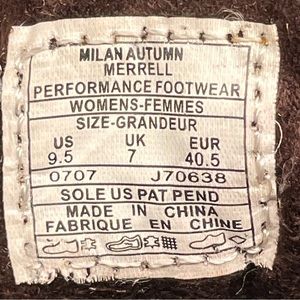 MILAN AUTUMN
MERRELL
PERFORMANCE FOOTWEAR
WOMENS-FEMMES
SIZE-GRANDEUR
US UK EUR
9.5 7 40.5
0707 J70638
SOLE US PAT PEND
MADE IN CHINA
FABRIQUE EN CHINE